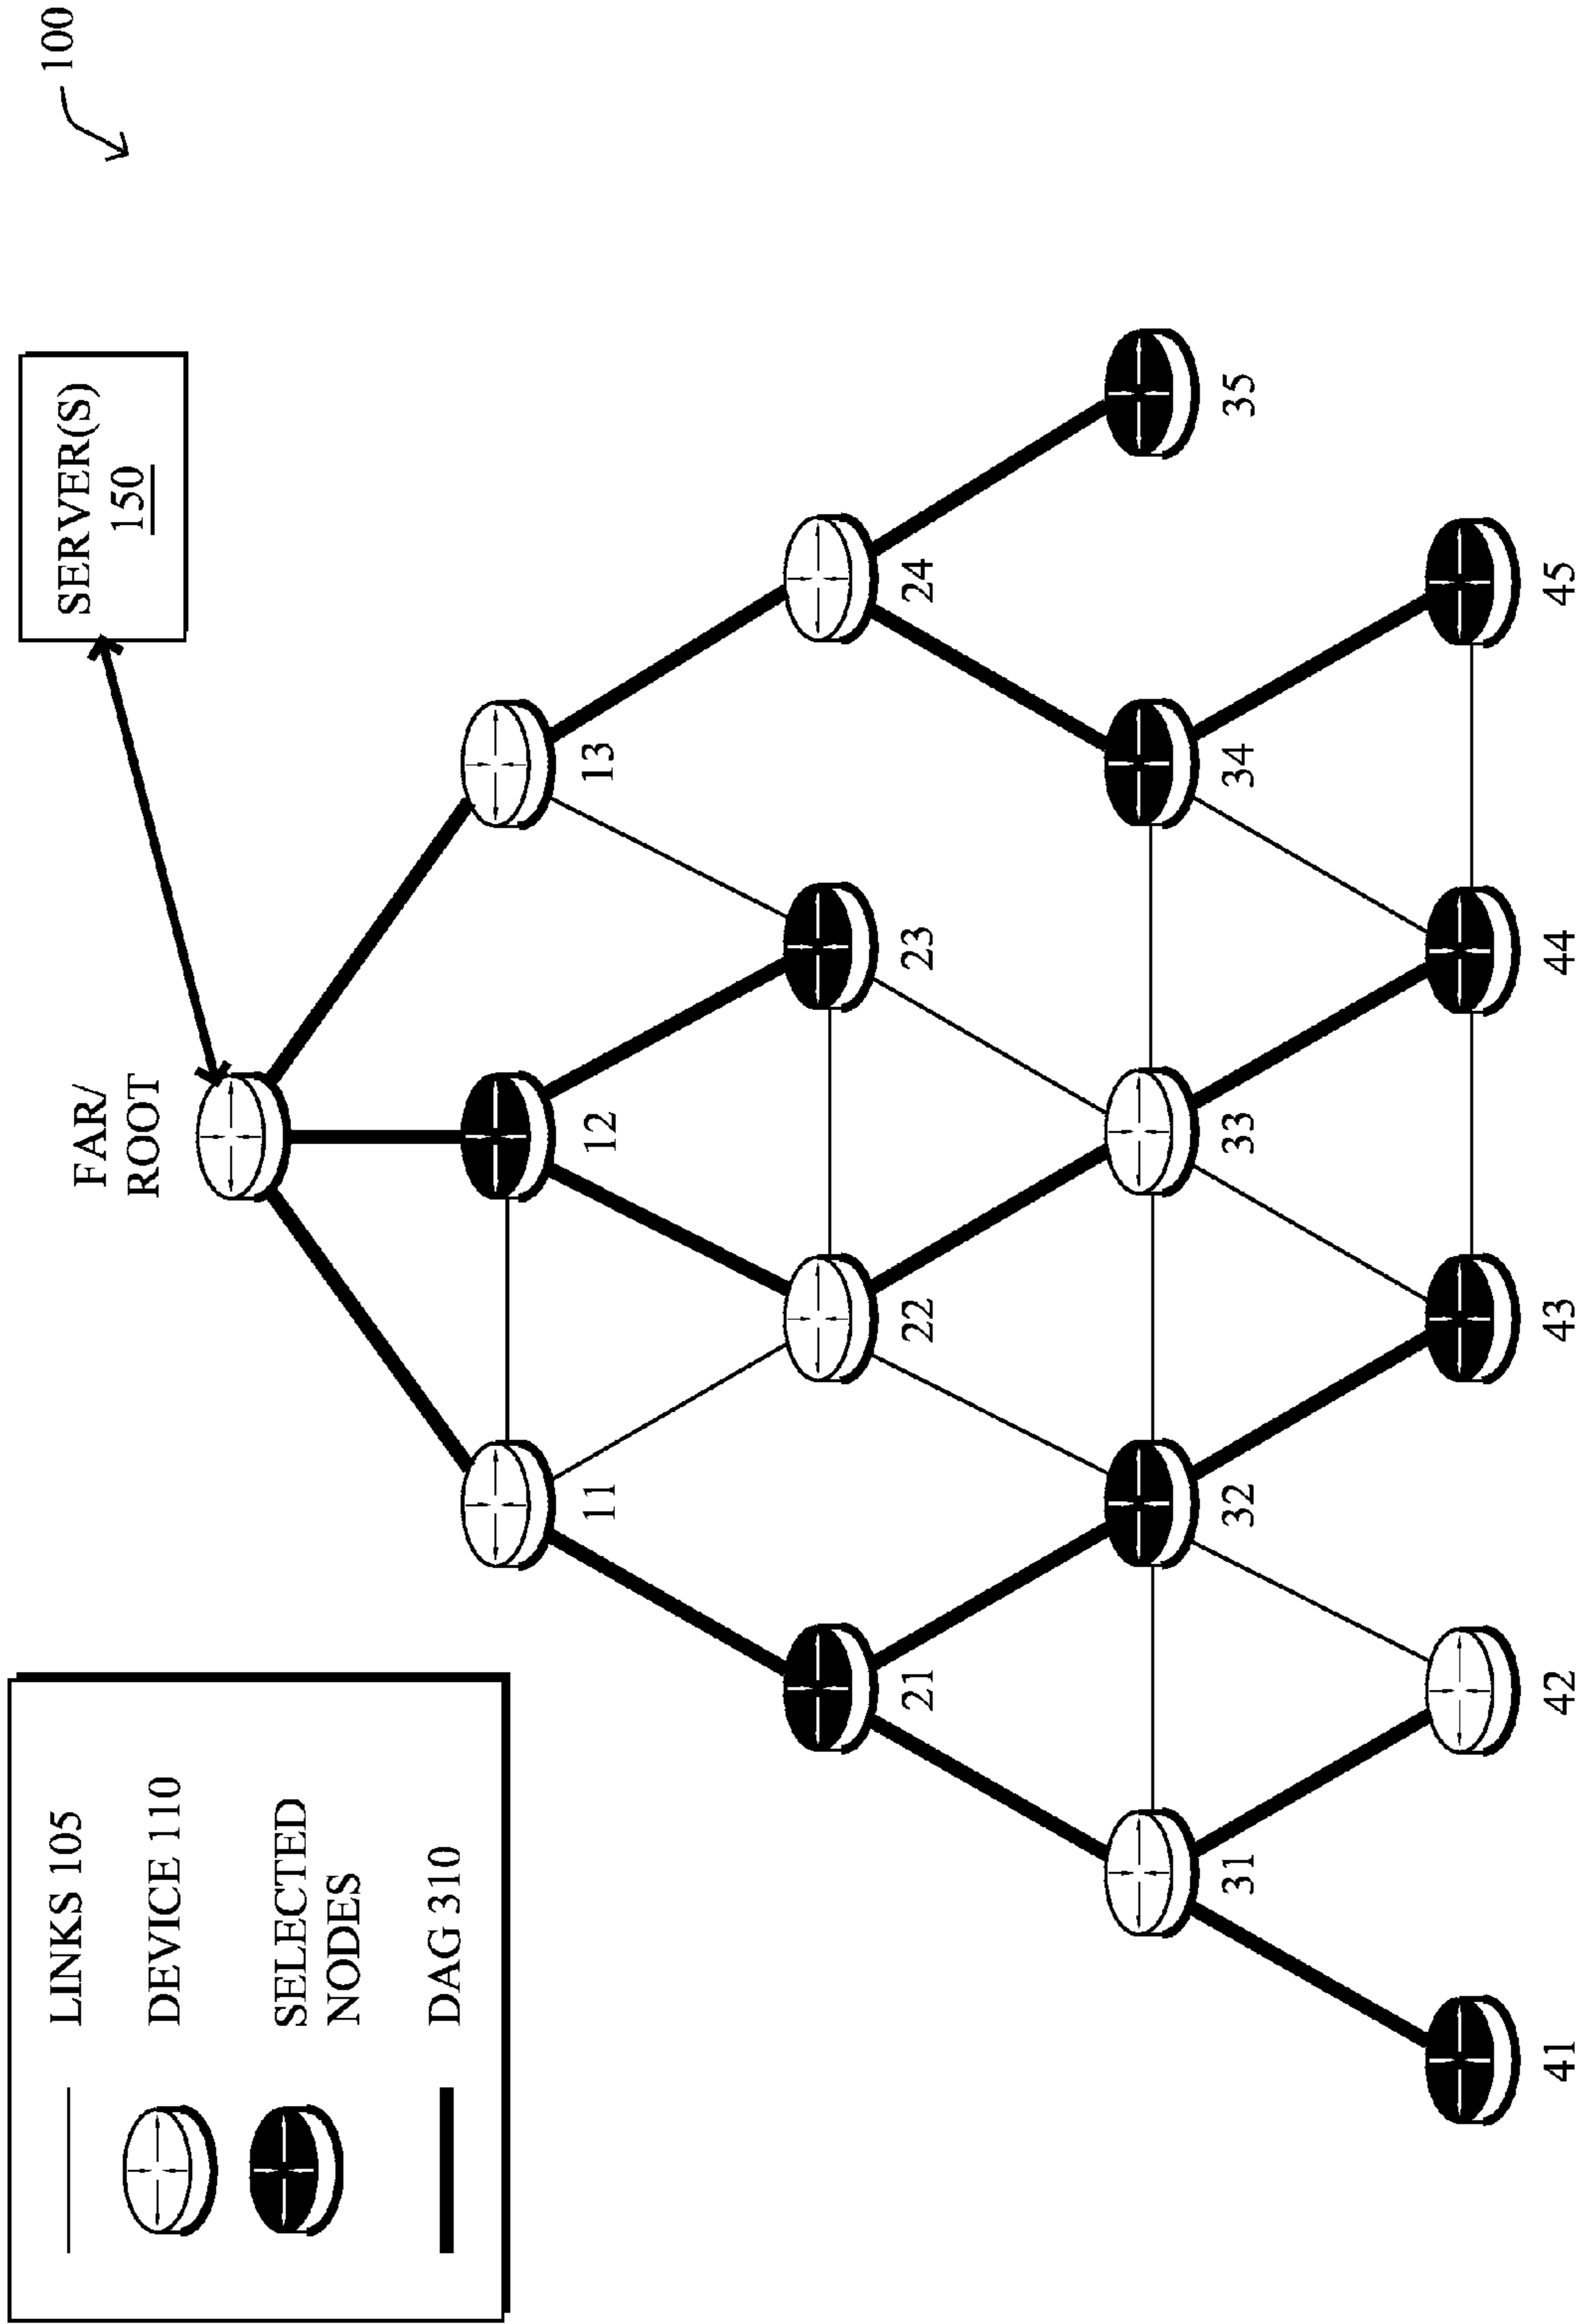 100
SERVER(S)
150
FAR/
ROOT
LINKS 105
DEVICE 110
SELECTED
NODES
DAG 310
11
12
13
21
22
23
24
31
32
33
34
35
41
42
43
44
45